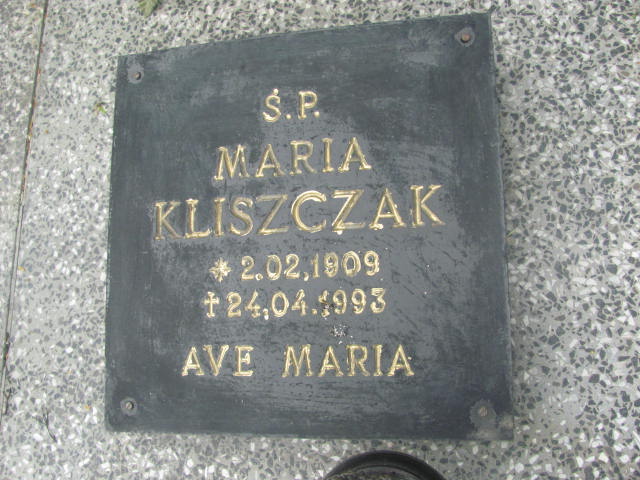 Ś.P.
MARIA
KLISZCZAK
* 2.02.1909
† 24.04.1993
AVE MARIA